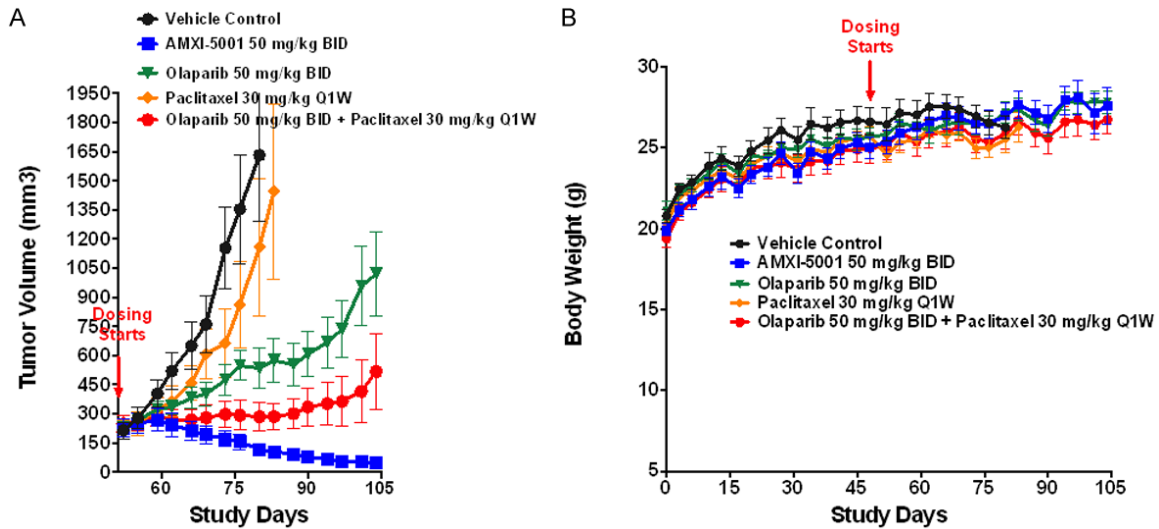 A
Vehicle Control
AMXI-5001 50 mg/kg BID
Olaparib 50 mg/kg BID
Paclitaxel 30 mg/kg Q1W
Olaparib 50 mg/kg BID + Paclitaxel 30 mg/kg Q1W
Tumor Volume (mm3)
1950
1800
1650
1500
1350
1200
1050
900
750
600
450
300
150
0
Dosing
Starts
60
75
90
105
Study Days
B
Dosing
Starts
Body Weight (g)
30
25
20
15
10
5
Vehicle Control
AMXI-5001 50 mg/kg BID
Olaparib 50 mg/kg BID
Paclitaxel 30 mg/kg Q1W
Olaparib 50 mg/kg BID + Paclitaxel 30 mg/kg Q1W
0
15
30
45
60
75
90
105
Study Days